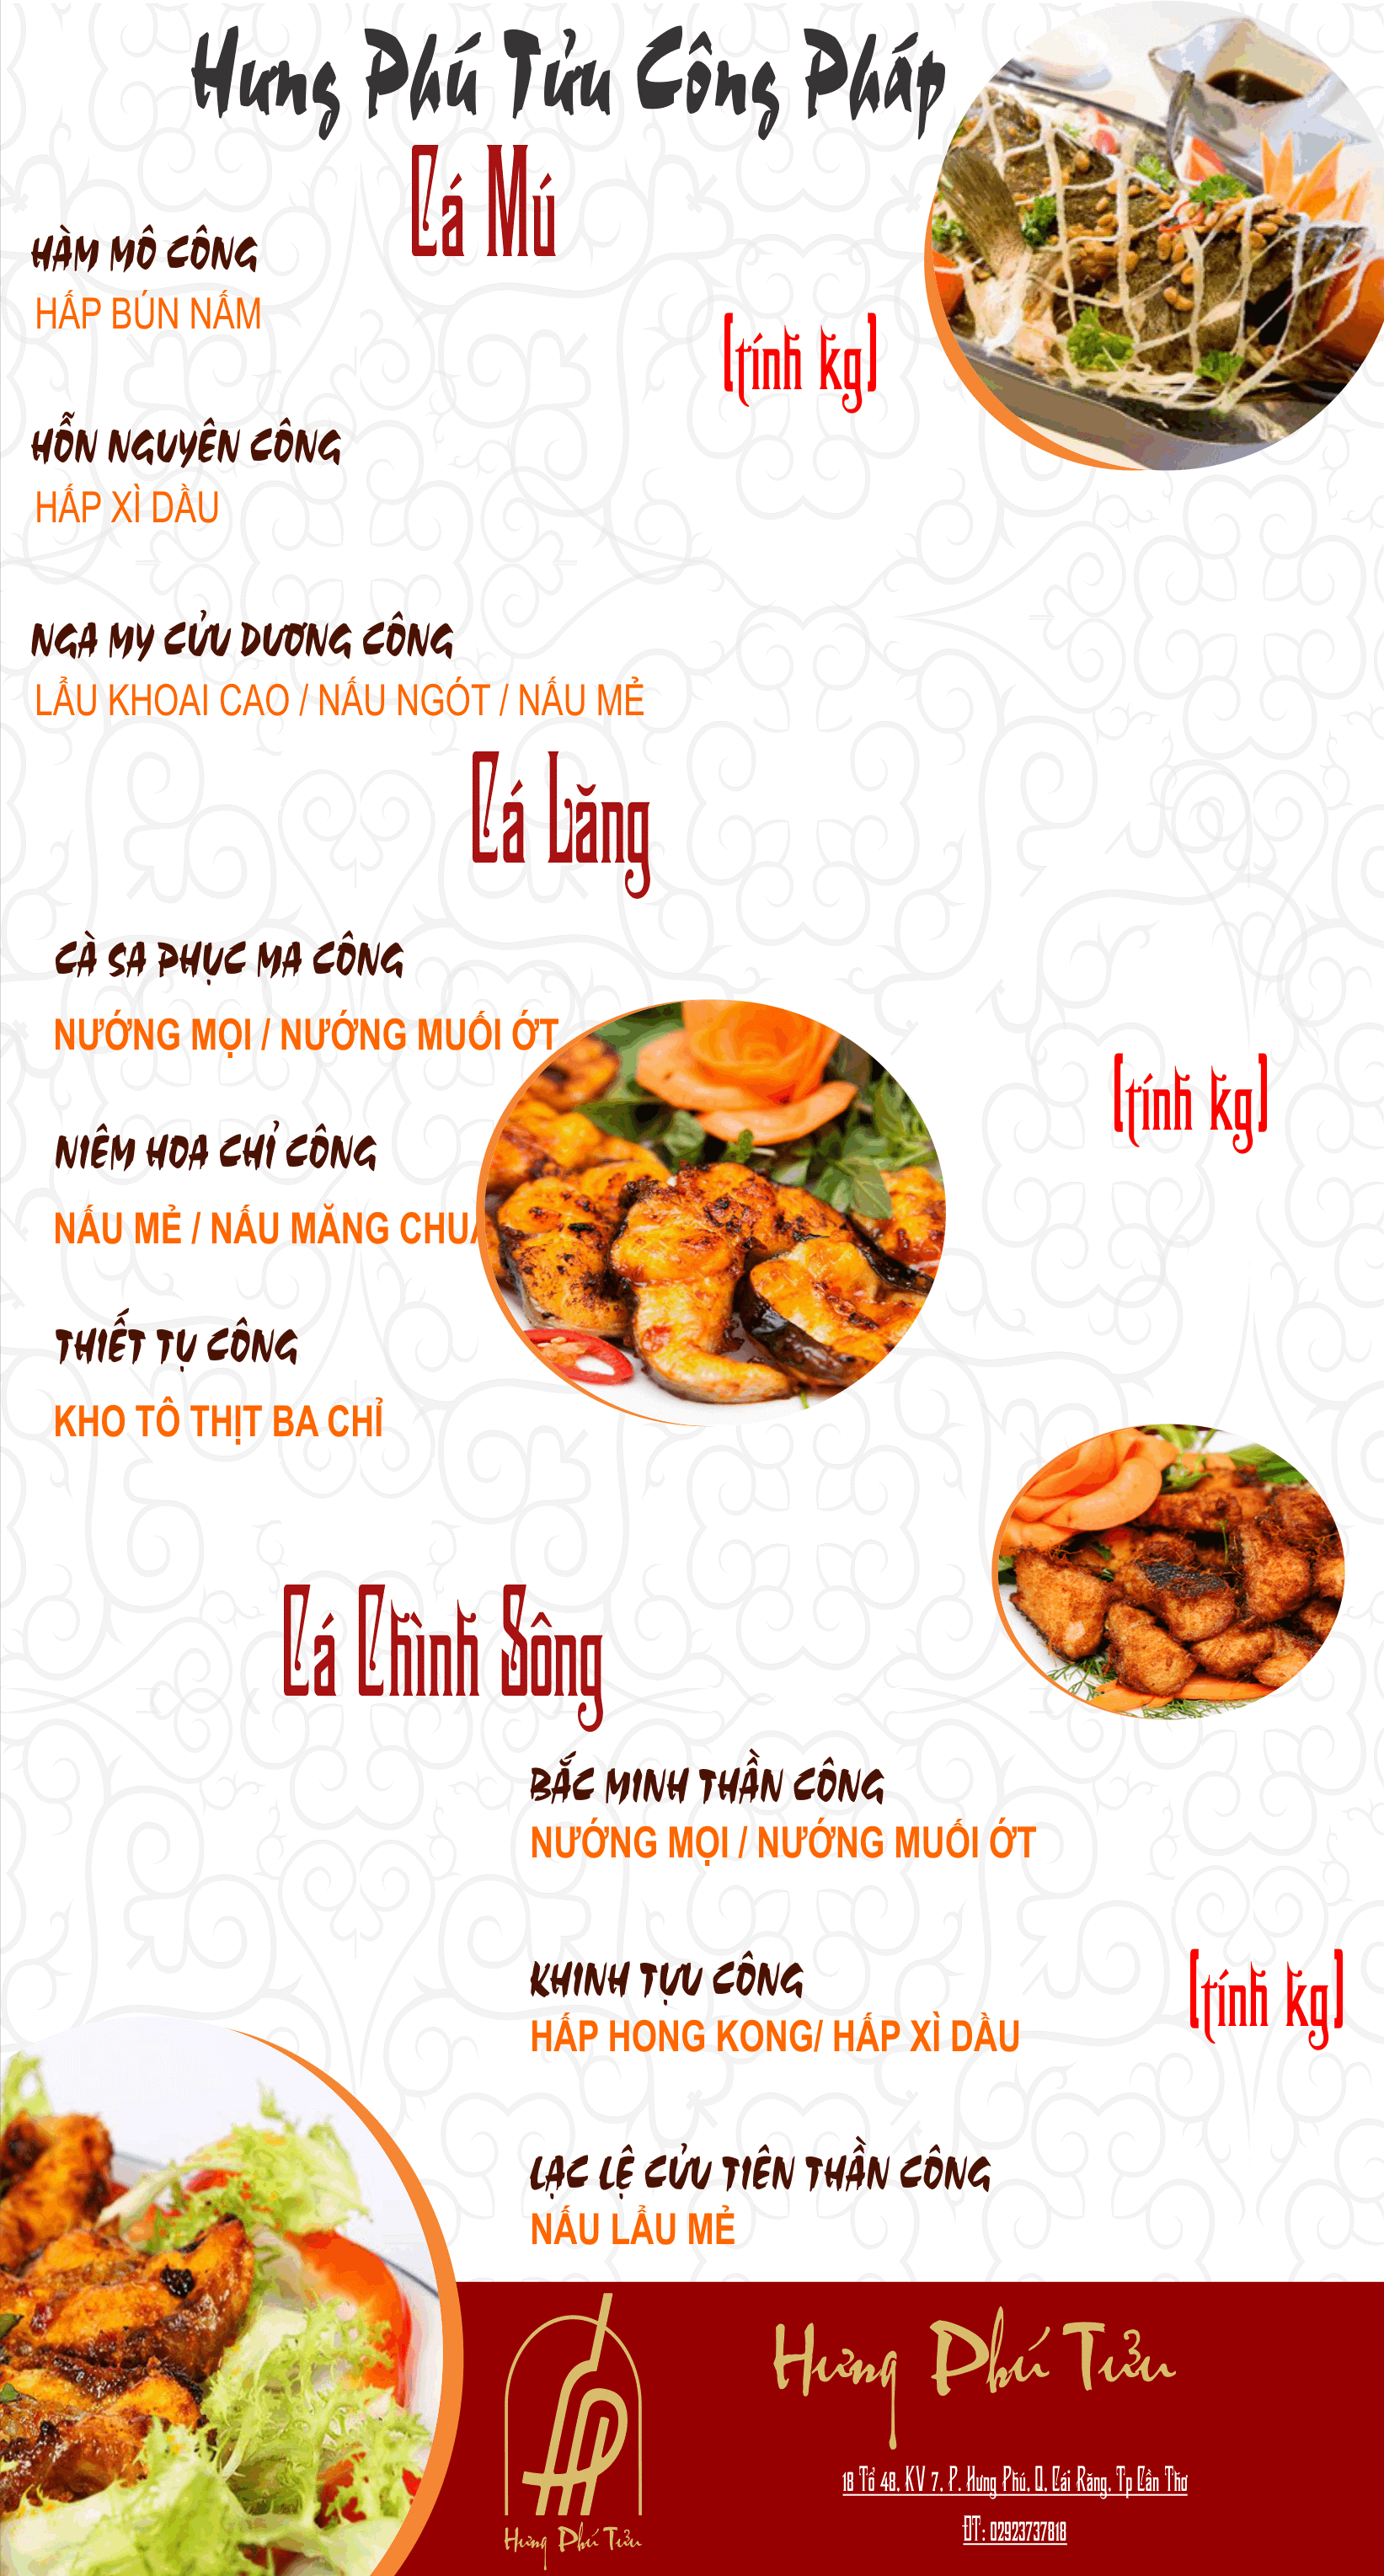 Hưng Phú Tửu Công Pháp
Cá Mú
HÀM MÔ CÔNG
HẤP BÚN NẤM
(tính kg)
HỖN NGUYÊN CÔNG
HẤP XÌ DẦU
NGA MY CỬU DƯƠNG CÔNG
LẨU KHOAI CAO / NẤU NGÓT / NẤU MẺ
Cá Lăng
CÀ SA PHỤC MA CÔNG
NƯỚNG MỌI / NƯỚNG MUỐI ỚT
(tính kg)
NIÊM HOA CHỈ CÔNG
NẤU MẺ / NẤU MĂNG
THIẾT TỤ CÔNG
KHO TÔ THỊT BA CHỈ
Cá Chình Sông
BẮC MINH THẦN CÔNG
NƯỚNG MỌI / NƯỚNG MUỐI ỚT
KHINH TỰU CÔNG
HẤP HONG KONG/ HẤP XÌ DẦU
(tính kg)
LẠC LỆ CỬU TIÊN THẦN CÔNG
NẤU LẨU MẺ
Hưng Phú Tửu
18 Tổ 48, KV 7, P. Hưng Phú, Q. Cái Răng, Tp Cần Thơ
ĐT: 02923737818
HP
Hưng Phú Tửu